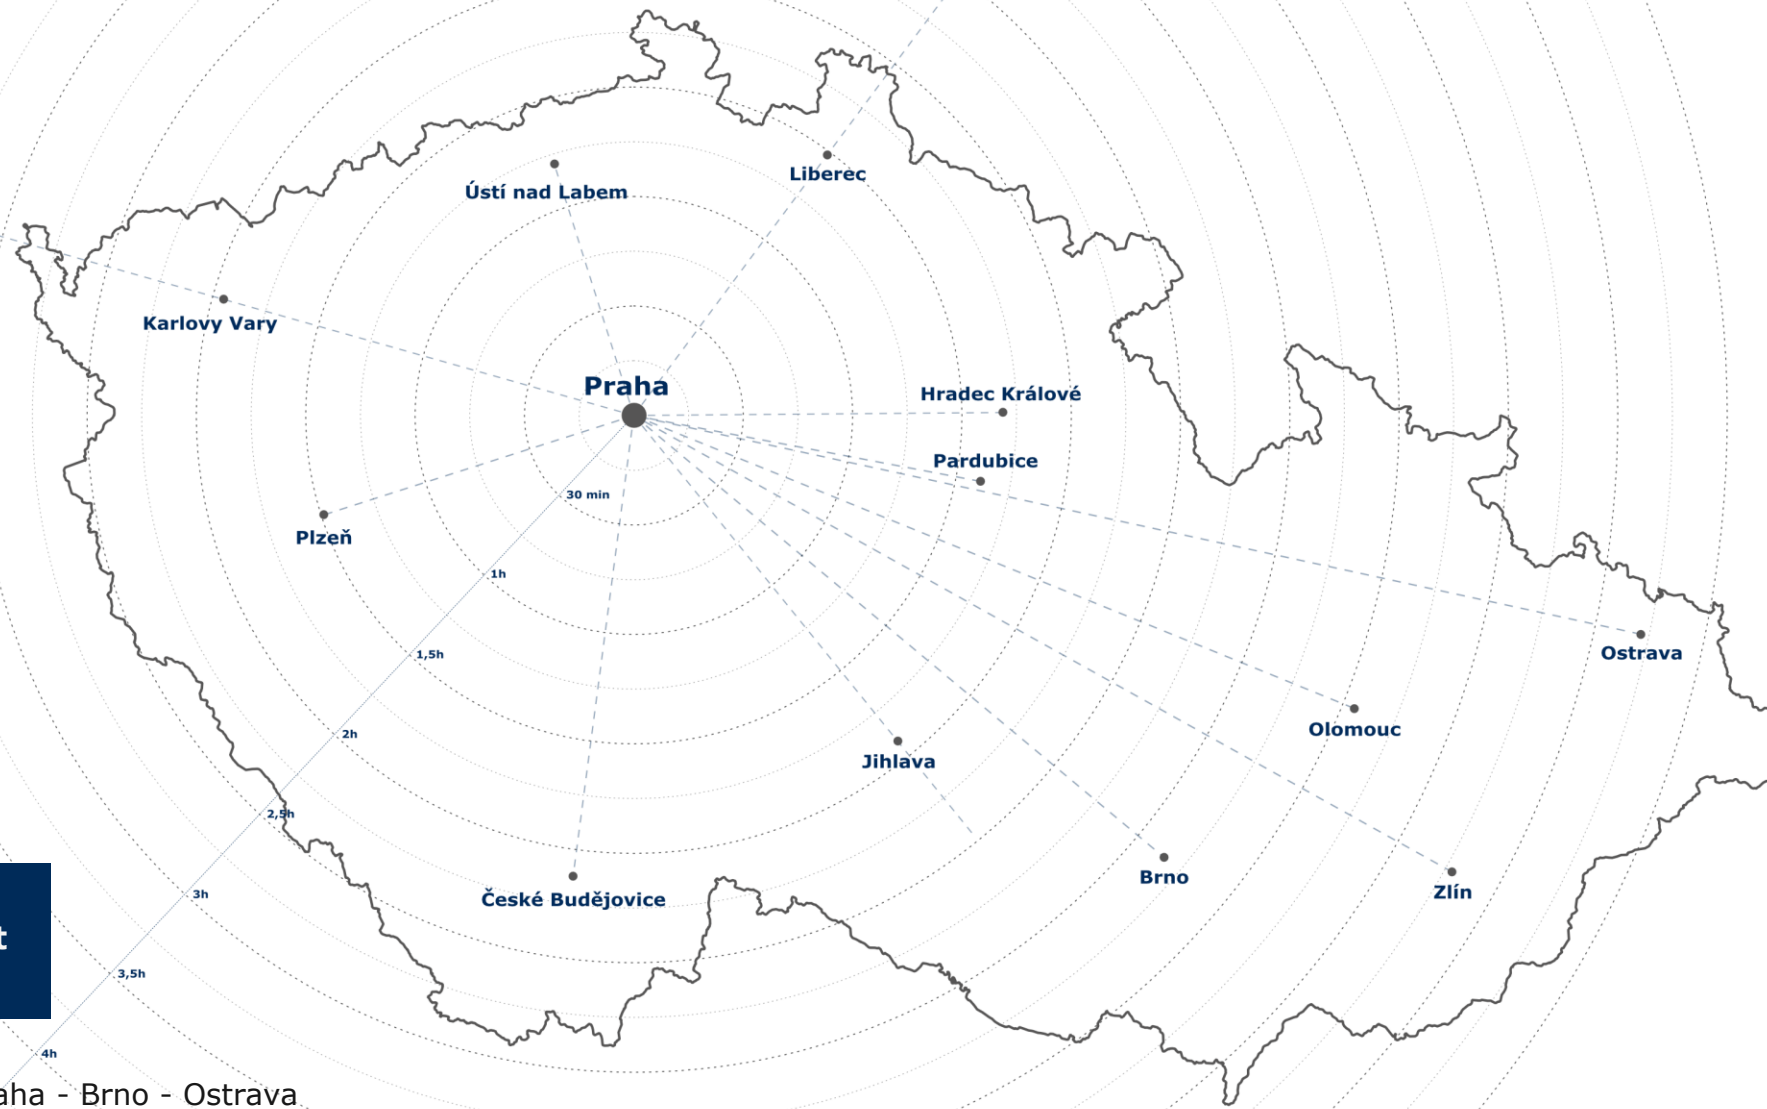 Liberec
Ústí nad Labem
Karlovy Vary
Praha
Hradec Králové
Pardubice
30 min
Plzeň
1h
1,5h
Ostrava
2h
Olomouc
Jihlava
2,5h
Brno
Zlín
3h
České Budějovice
3,5h
4h
- Brno - Ostrava